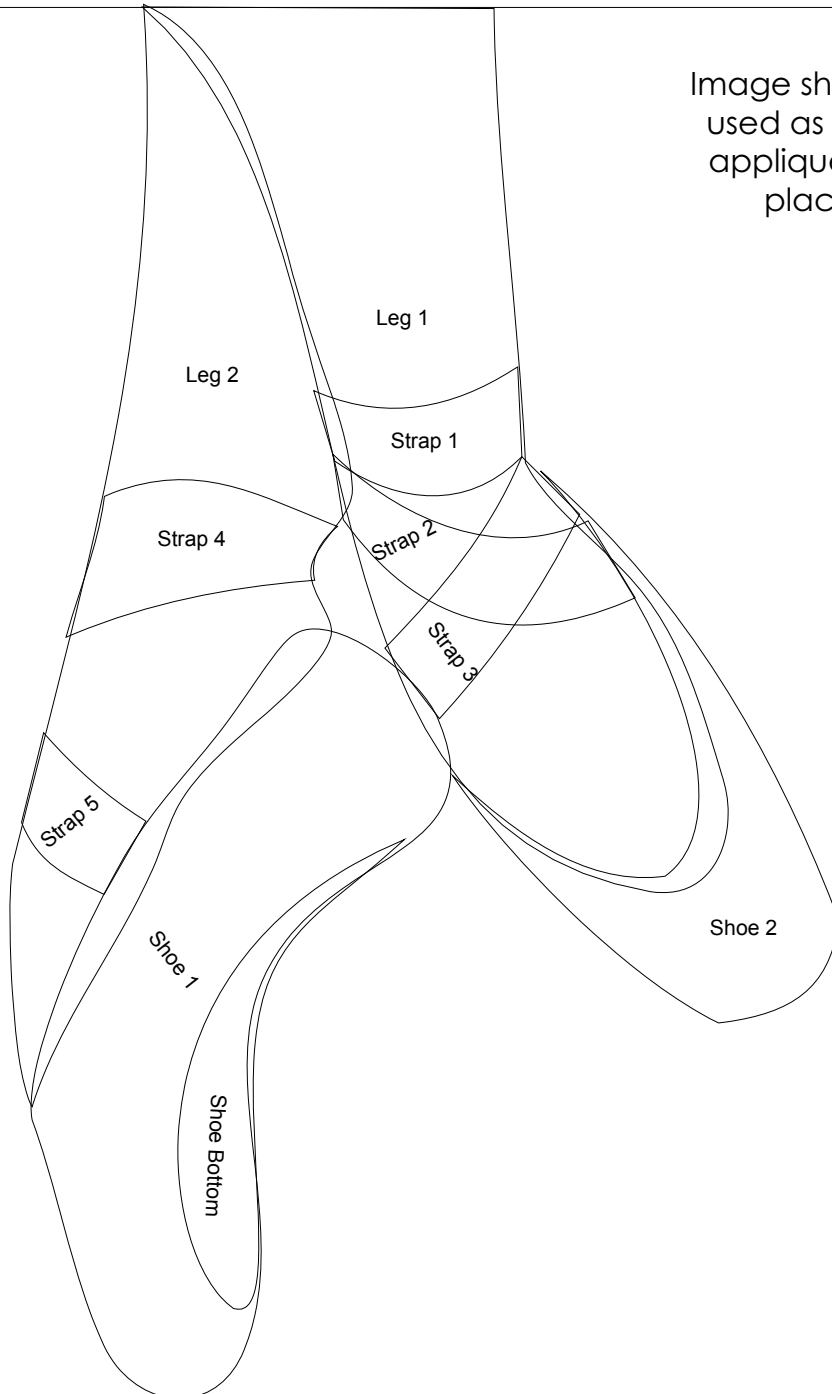 Image sh
used as
applique
plac
Leg 1
Leg 2
Strap 1
Strap 4
Strap 2
Strap 3
Strap 5
Shoe 2
Shoe 1
Shoe Bottom